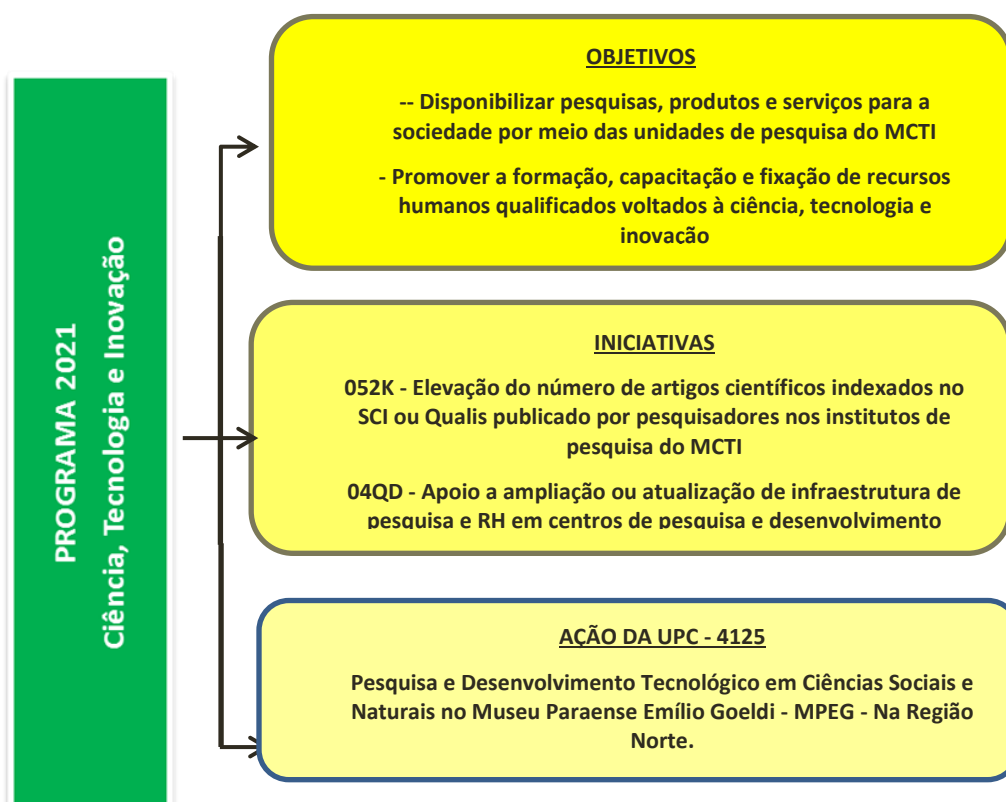 PROGRAMA 2021
Ciência, Tecnologia e Inovação
OBJETIVOS
-- Disponibilizar pesquisas, produtos e serviços para a
sociedade por meio das unidades de pesquisa do MCTI
- Promover a formação, capacitação e fixação de recursos
humanos qualificados voltados à ciência, tecnologia e
inovação
INICIATIVAS
052K - Elevação do número de artigos científicos indexados no
SCI ou Qualis publicado por pesquisadores nos institutos de
pesquisa do MCTI
04QD - Apoio a ampliação ou atualização de infraestrutura de
pesquisa e RH em centros de pesquisa e desenvolvimento
AÇÃO DA UPC - 4125
Pesquisa e Desenvolvimento Tecnológico em Ciências Sociais e
Naturais no Museu Paraense Emílio Goeldi - MPEG - Na Região
Norte.